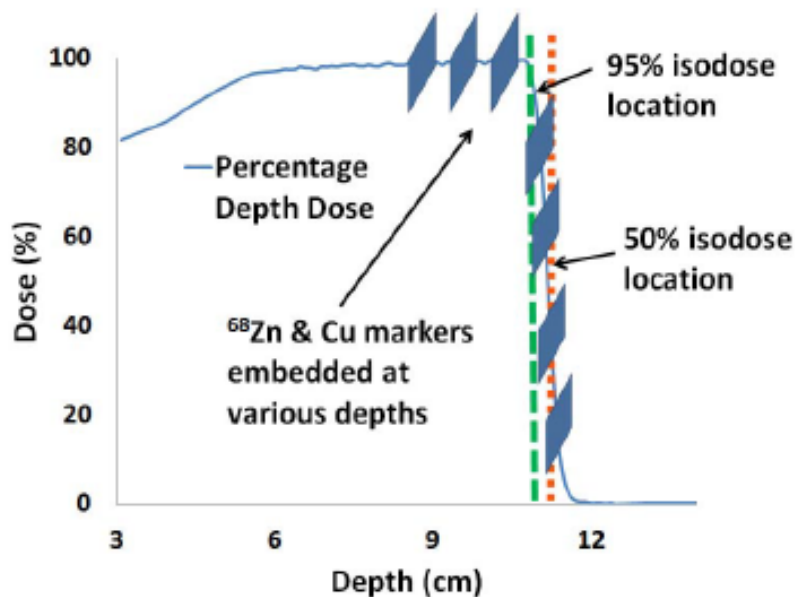 100
80
60
40
20
0
Dose (%)
95% isodose
location
Percentage
Depth Dose
50% isodose
location
⁶⁸Zn & Cu markers
embedded at
various depths
3
6
9
12
Depth (cm)